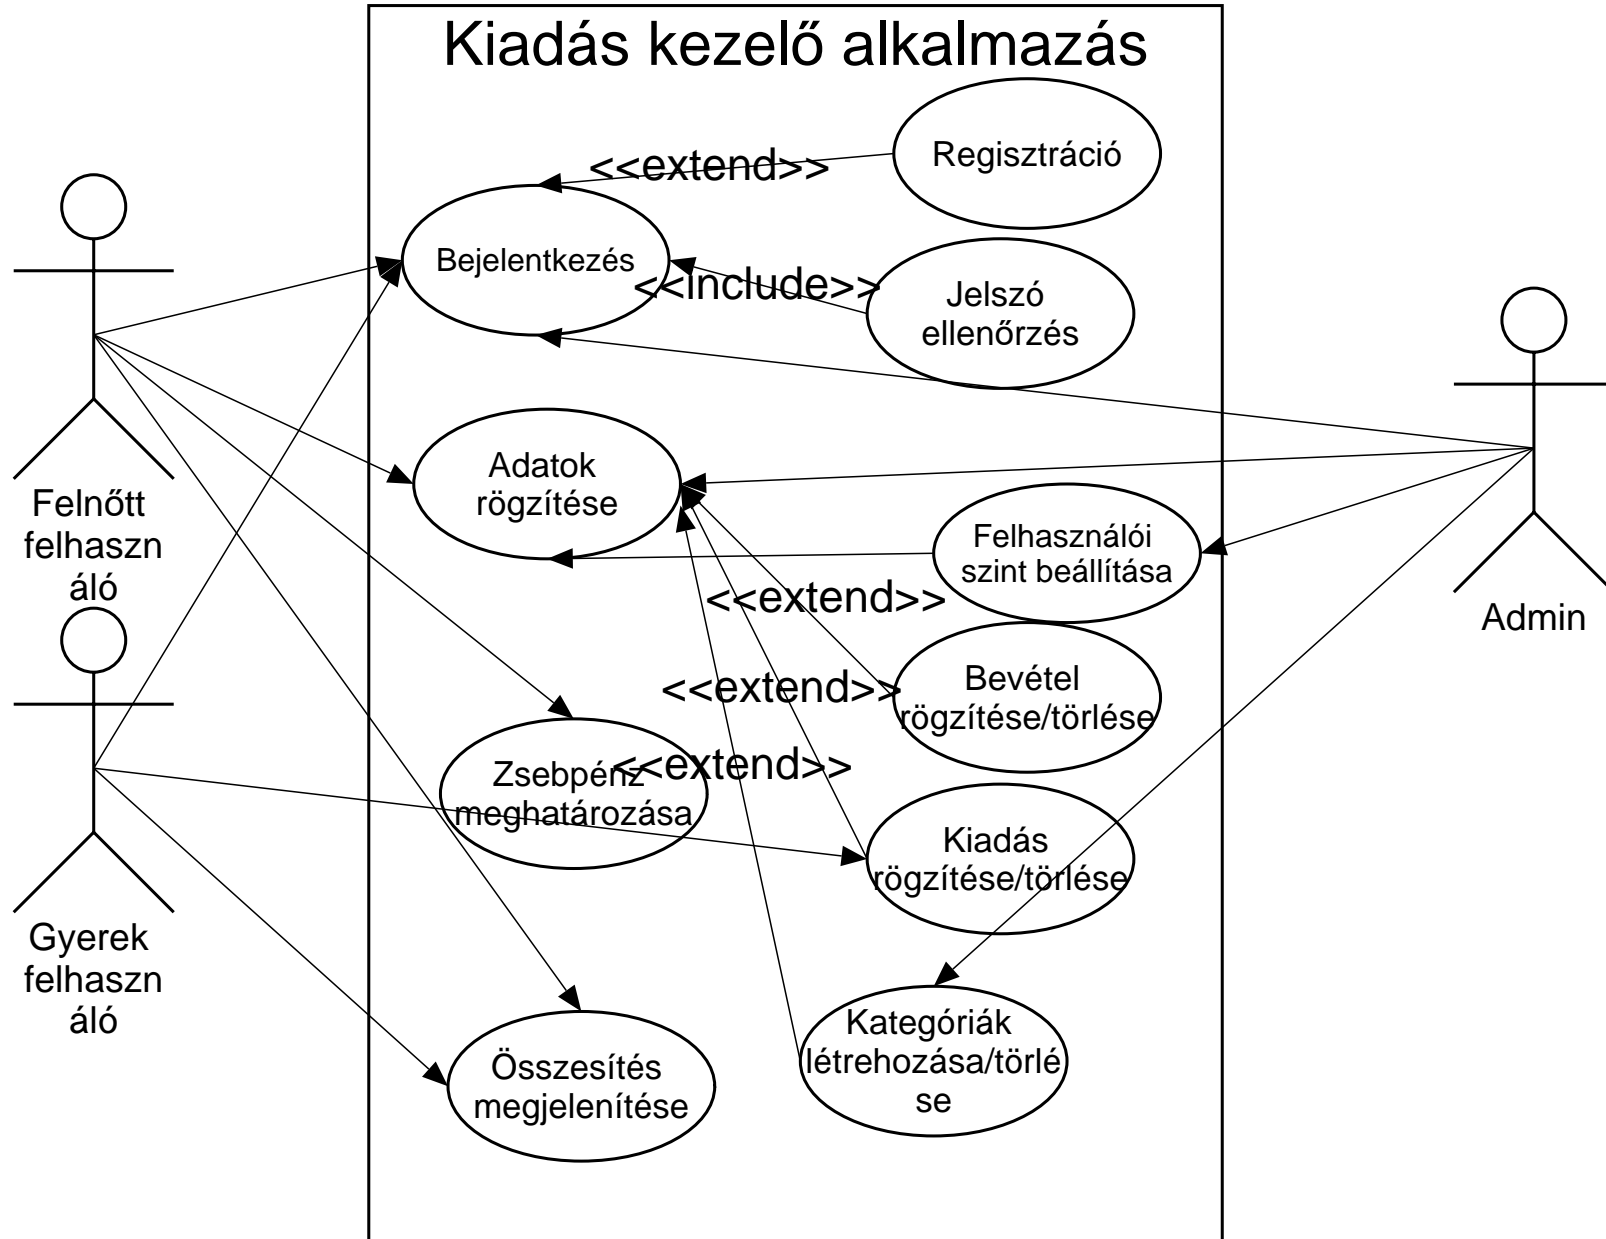 Kiadás kezelő alkalmazás
<<extend>>
Regisztráció
Bejelentkezés
<<include>>
Jelszó
ellenőrzés
Adatok
rögzítése
Felnőtt
felhaszn
áló
Felhasználói
szint beállítása
<<extend>>
Admin
<<extend>>
Bevétel
rögzítése/törlése
<<extend>>
Zsebpénz
meghatározása
Kiadás
rögzítése/törlése
Gyerek
felhaszn
áló
Kategóriák
létrehozása/törlé
se
Összesítés
megjelenítése